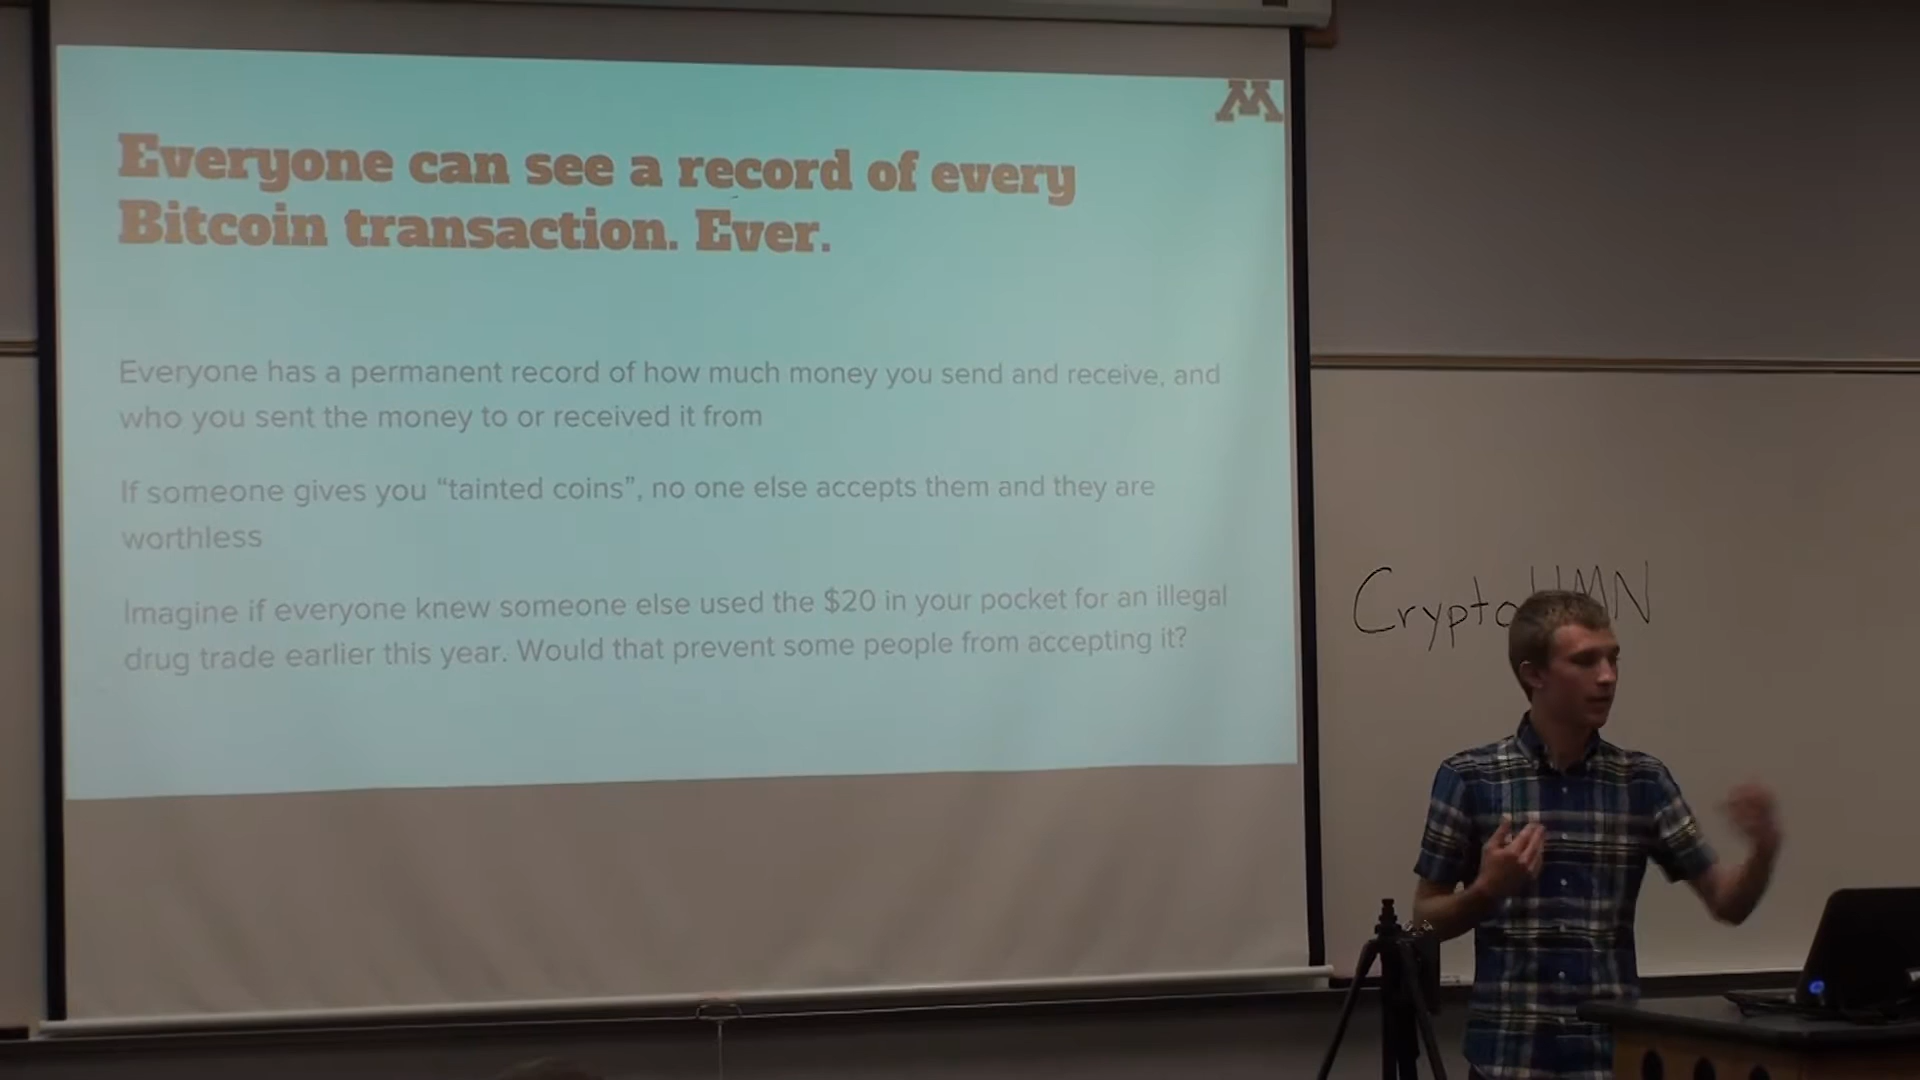 M
Everyone can see a record of every
Bitcoin transaction. Ever.
Everyone has a permanent record of how much money you send and receive, and
who you sent the money to or received it from
If someone gives you “tainted coins”, no one else accepts them and they are
worthless
Imagine if everyone knew someone else used the $20 in your pocket for an illegal
drug trade earlier this year. Would that prevent some people from accepting it?
CryptoUMN